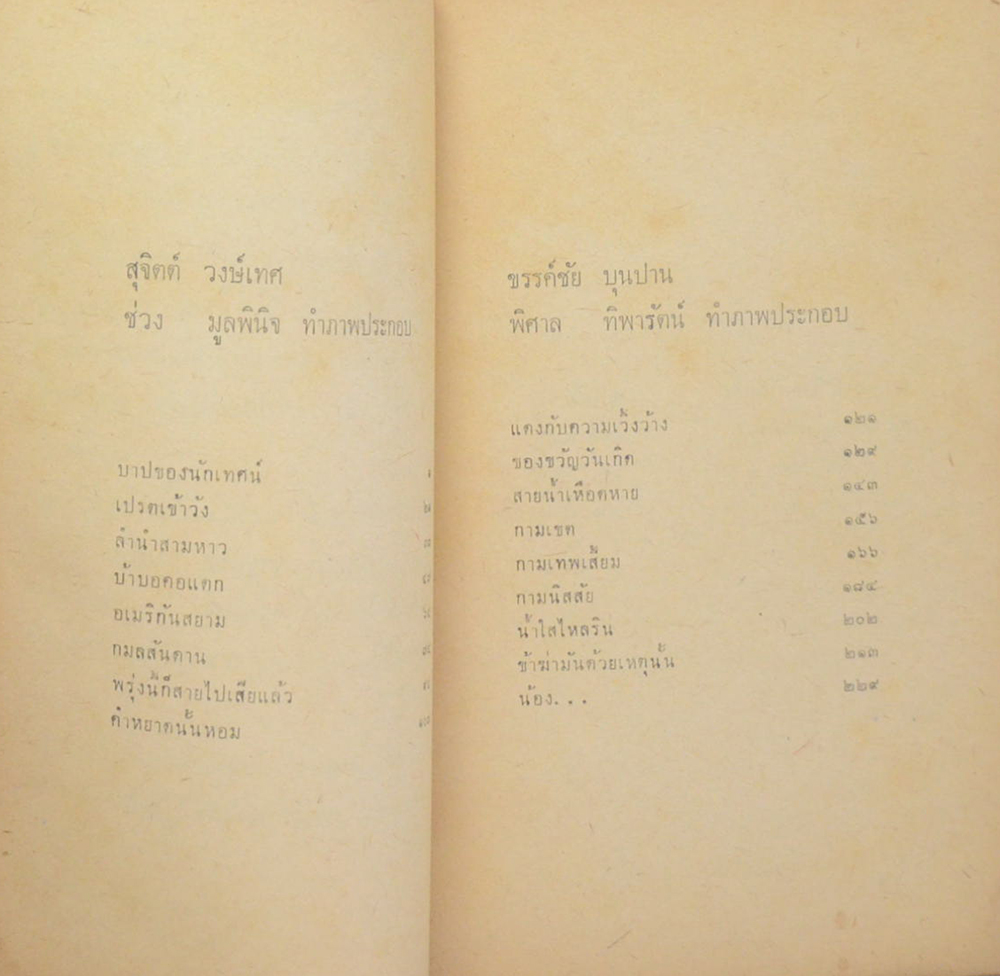 สุจิตต์ วงษ์เทศ
ช่วง มูลพินิจ ทำภาพประกอบ
บาปของนักเทศน์
เปรตเข้าวัง
ลำนำสามหาว
บ้าบอคอแตก
อเมริกันสยาม
กมลสันดาน
พรุ่งนี้ก็สายไปเสียแล้ว
คำหยาดนั้นหอม
ขรรค์ชัย บุนปาน
พิศาล ทิพารัตน์ ทำภาพประกอบ
แดงกับความเวิ้งว้าง ๑๒๑
ของขวัญวันเกิด ๑๒๙
สายน้ำเหือดหาย ๑๔๓
กามเขต ๑๕๖
กามเทพเสี้ยม ๑๖๖
กามนิสสัย ๑๘๔
น้ำใสไหลริน ๒๐๒
ข้าฆ่ามันด้วยเหตุนั้น ๒๑๓
น้อง. . . ๒๒๙